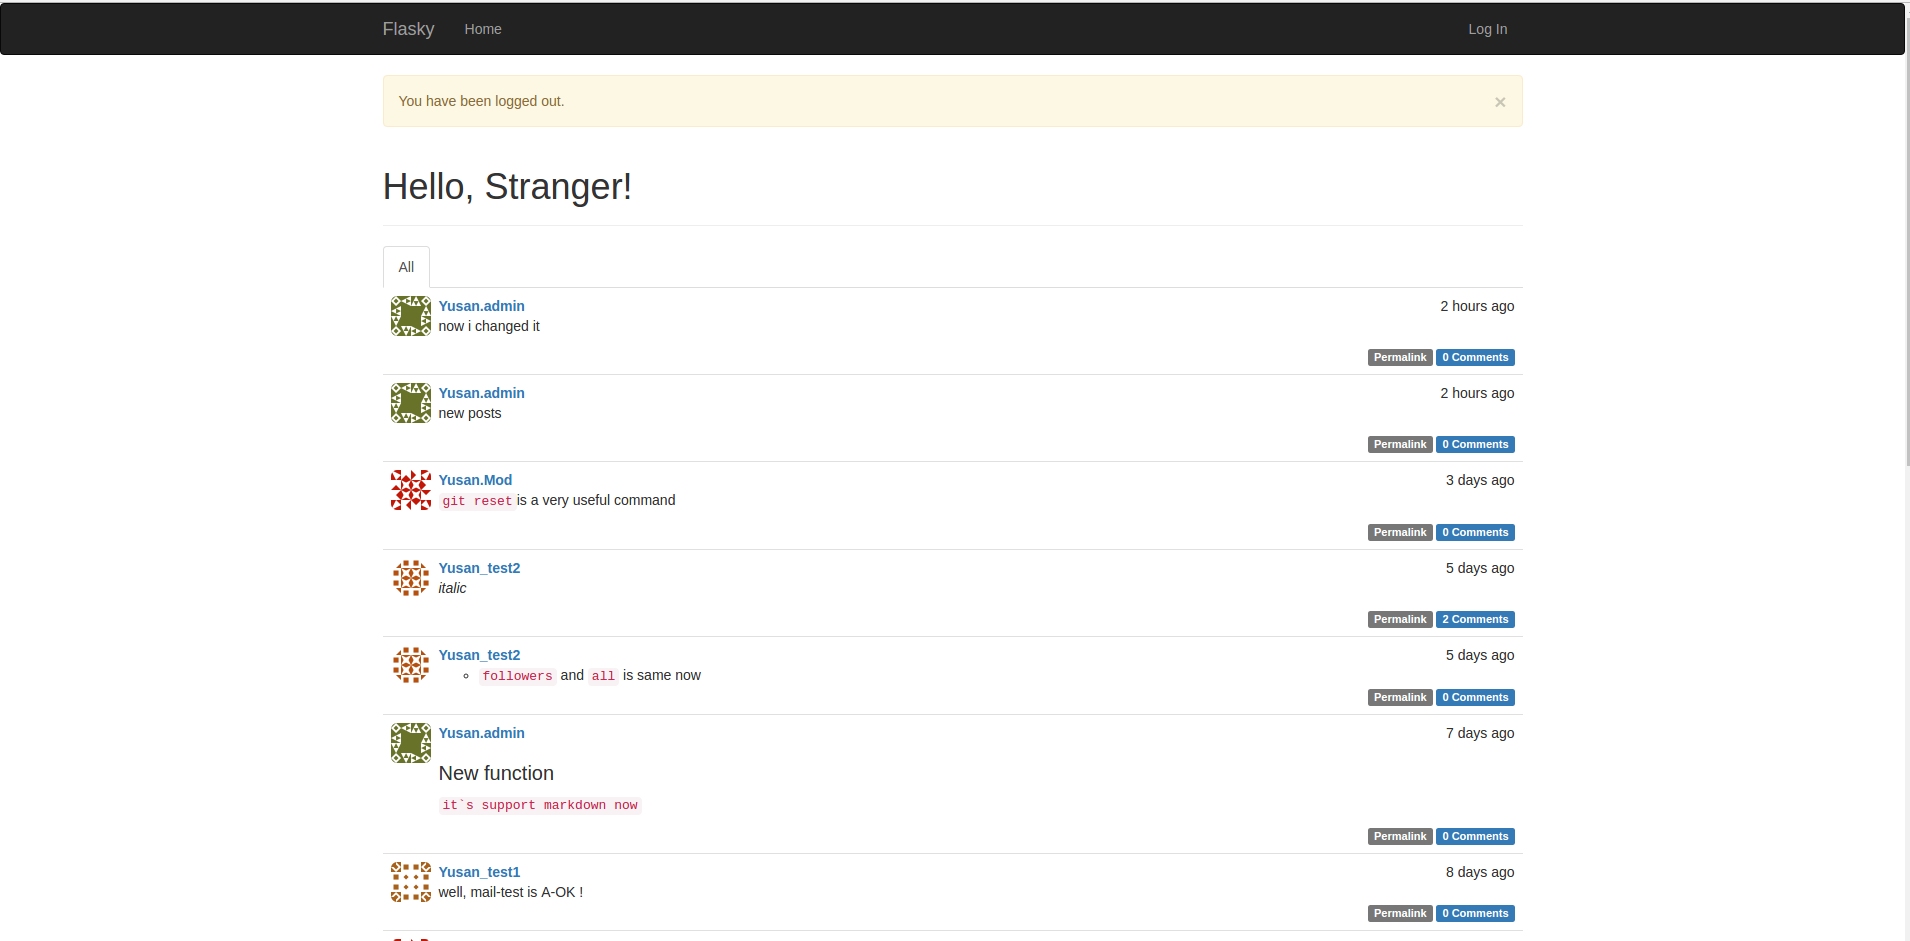 Flasky Home Log In
You have been logged out. ×
Hello, Stranger!
All
Yusan.admin 2 hours ago
now i changed it
Permalink 0 Comments
Yusan.admin 2 hours ago
new posts
Permalink 0 Comments
Yusan.Mod 3 days ago
git reset is a very useful command
Permalink 0 Comments
Yusan_test2 5 days ago
italic
Permalink 2 Comments
Yusan_test2 5 days ago
followers and all is same now
Permalink 0 Comments
Yusan.admin 7 days ago
New function
it`s support markdown now
Permalink 0 Comments
Yusan_test1 8 days ago
well, mail-test is A-OK !
Permalink 0 Comments